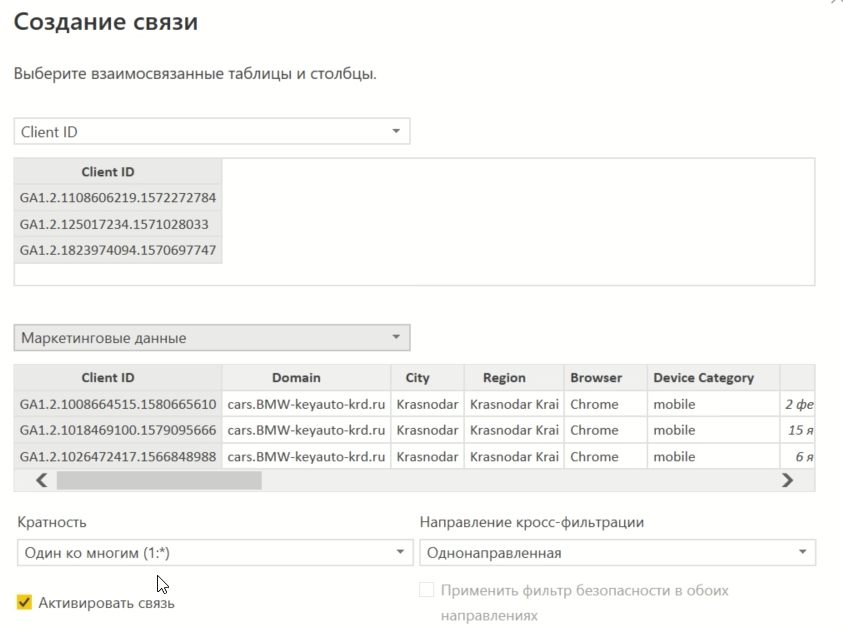 Создание связи
Выберите взаимосвязанные таблицы и столбцы.
Client ID
Client ID
GA1.2.1108606219.1572272784
GA1.2.125017234.1571028033
GA1.2.1823974094.1570697747
Маркетинговые данные
Client ID Domain City Region Browser Device Category
GA1.2.1008664515.1580665610 cars.BMW-keyauto-krd.ru Krasnodar Krasnodar Krai Chrome mobile 2 фе
GA1.2.1018469100.1579095666 cars.BMW-keyauto-krd.ru Krasnodar Krasnodar Krai Chrome mobile 15 я
GA1.2.1026472417.1566848988 cars.BMW-keyauto-krd.ru Krasnodar Krasnodar Krai Chrome mobile 6 я
Кратность Направление кросс-фильтрации
Один ко многим (1:*) Однонаправленная
Активировать связь Применить фильтр безопасности в обоих
направлениях